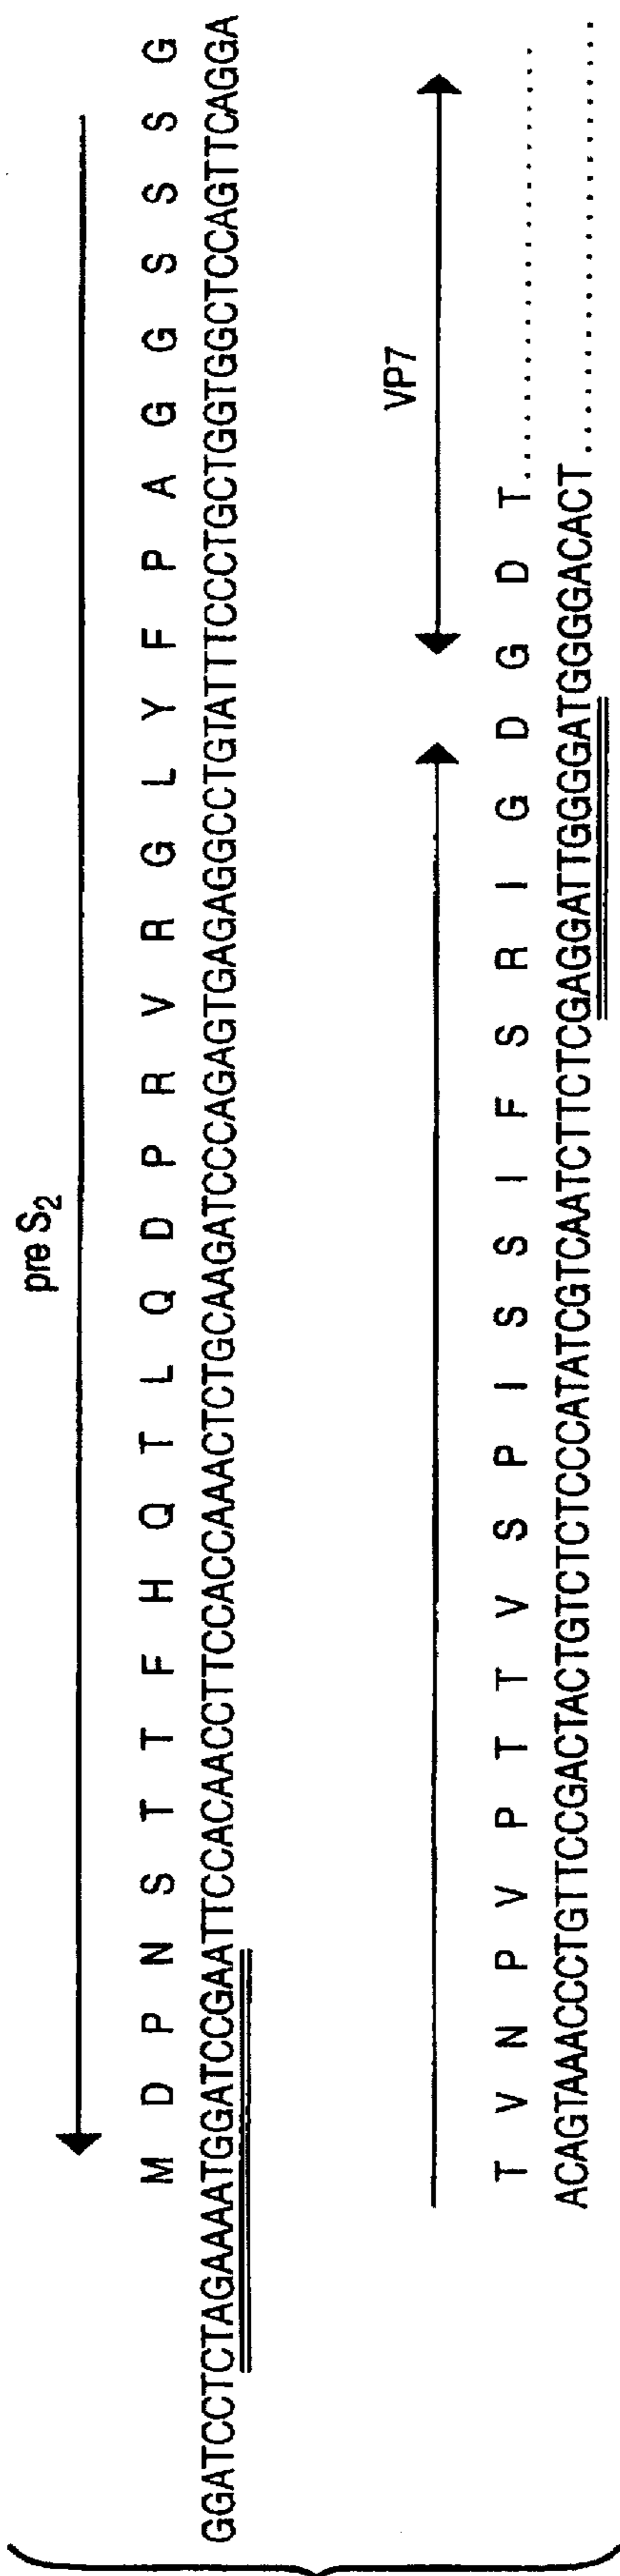 pre S2
M D P N S T T F H Q T L Q D P R V R G L Y F P A G G S S S G
GGATCCTCTAGAAAATGGATCCGAATTCCACAACCTTCCACCAAACTCTGCAAGATCCCAGAGTGAGAGGCCTGTATTTCCCTGCTGGTGGCTCCAGTTCAGGA
VP7
T V N P V P T T V S P I S S I F S R I G D G D T....................
ACAGTAAACCCTGTTCCGACTACTGTCTCTCCCATATCGTCAATCTTCTCGAGGATTGGGGATGGGGACACT....................